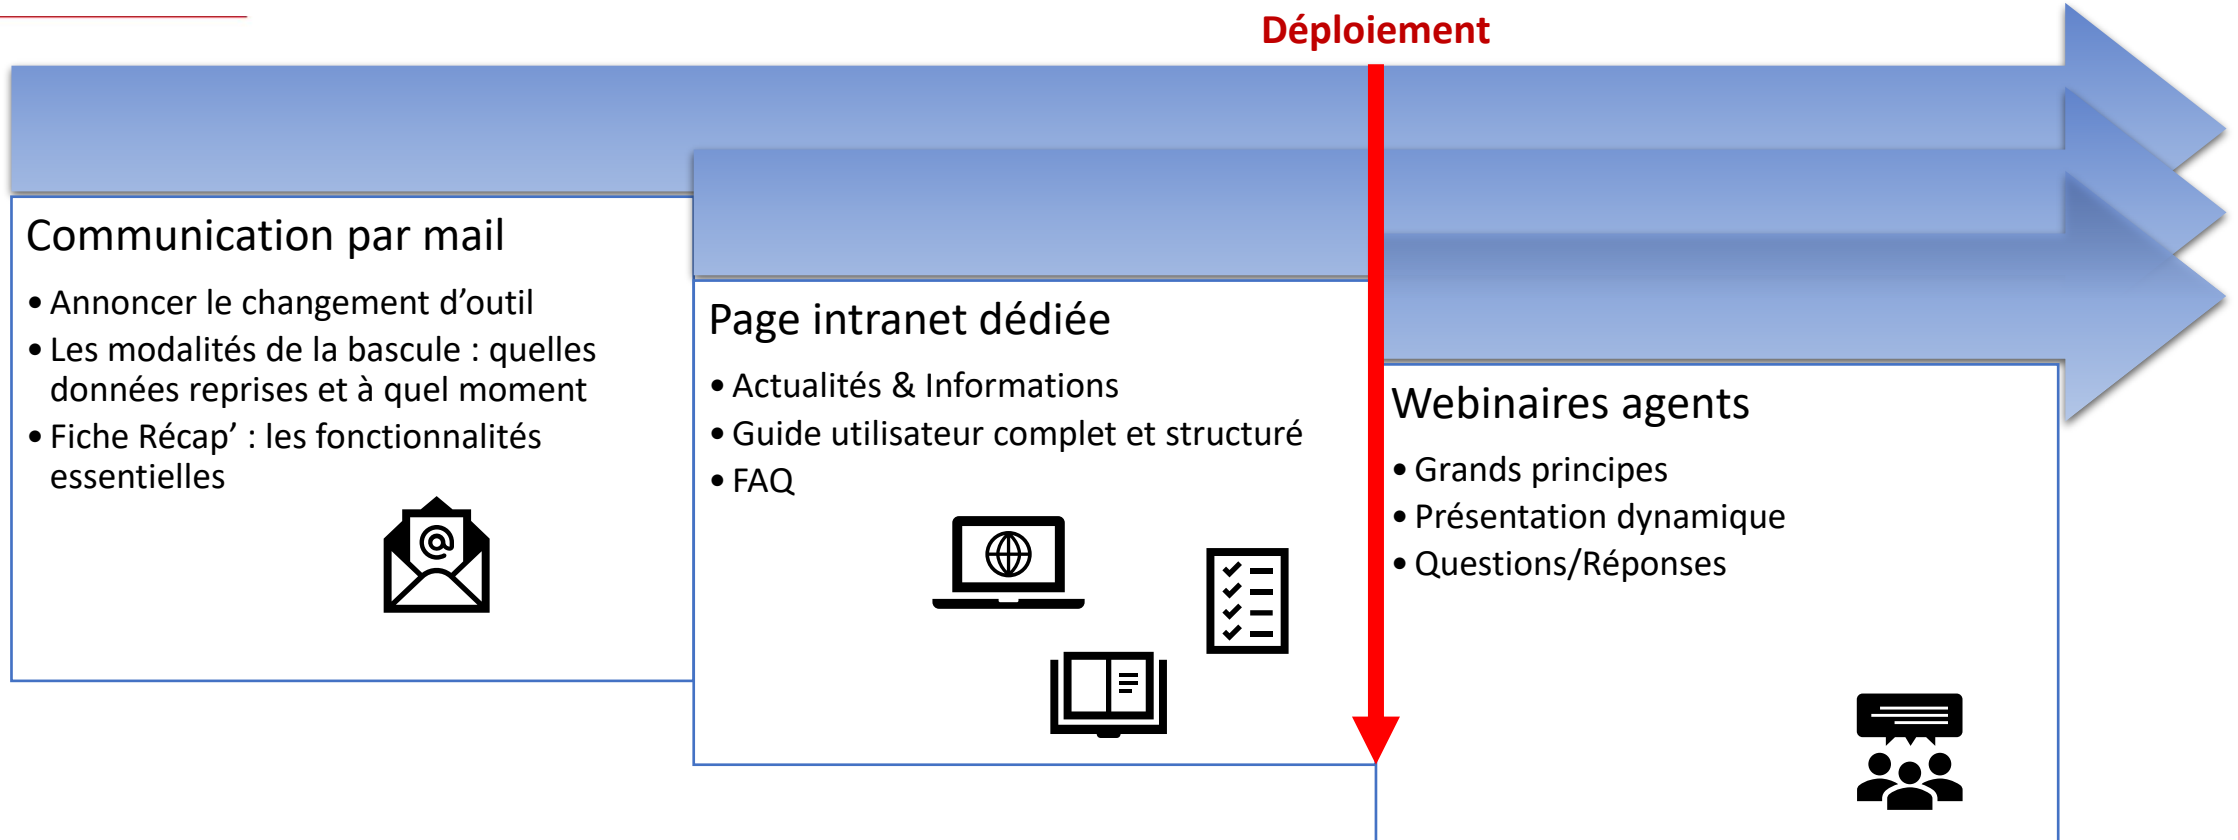 Déploiement
Communication par mail
•Annoncer le changement d’outil
•Les modalités de la bascule : quelles
données reprises et à quel moment
•Fiche Récap’ : les fonctionnalités
essentielles
Page intranet dédiée
•Actualités & Informations
•Guide utilisateur complet et structuré
•FAQ
Webinaires agents
•Grands principes
•Présentation dynamique
•Questions/Réponses